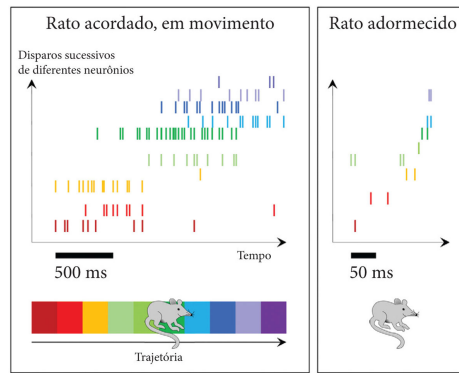 Rato acordado, em movimento
Disparos sucessivos
de diferentes neurônios
Tempo
500 ms
Trajetória
Rato adormecido
50 ms